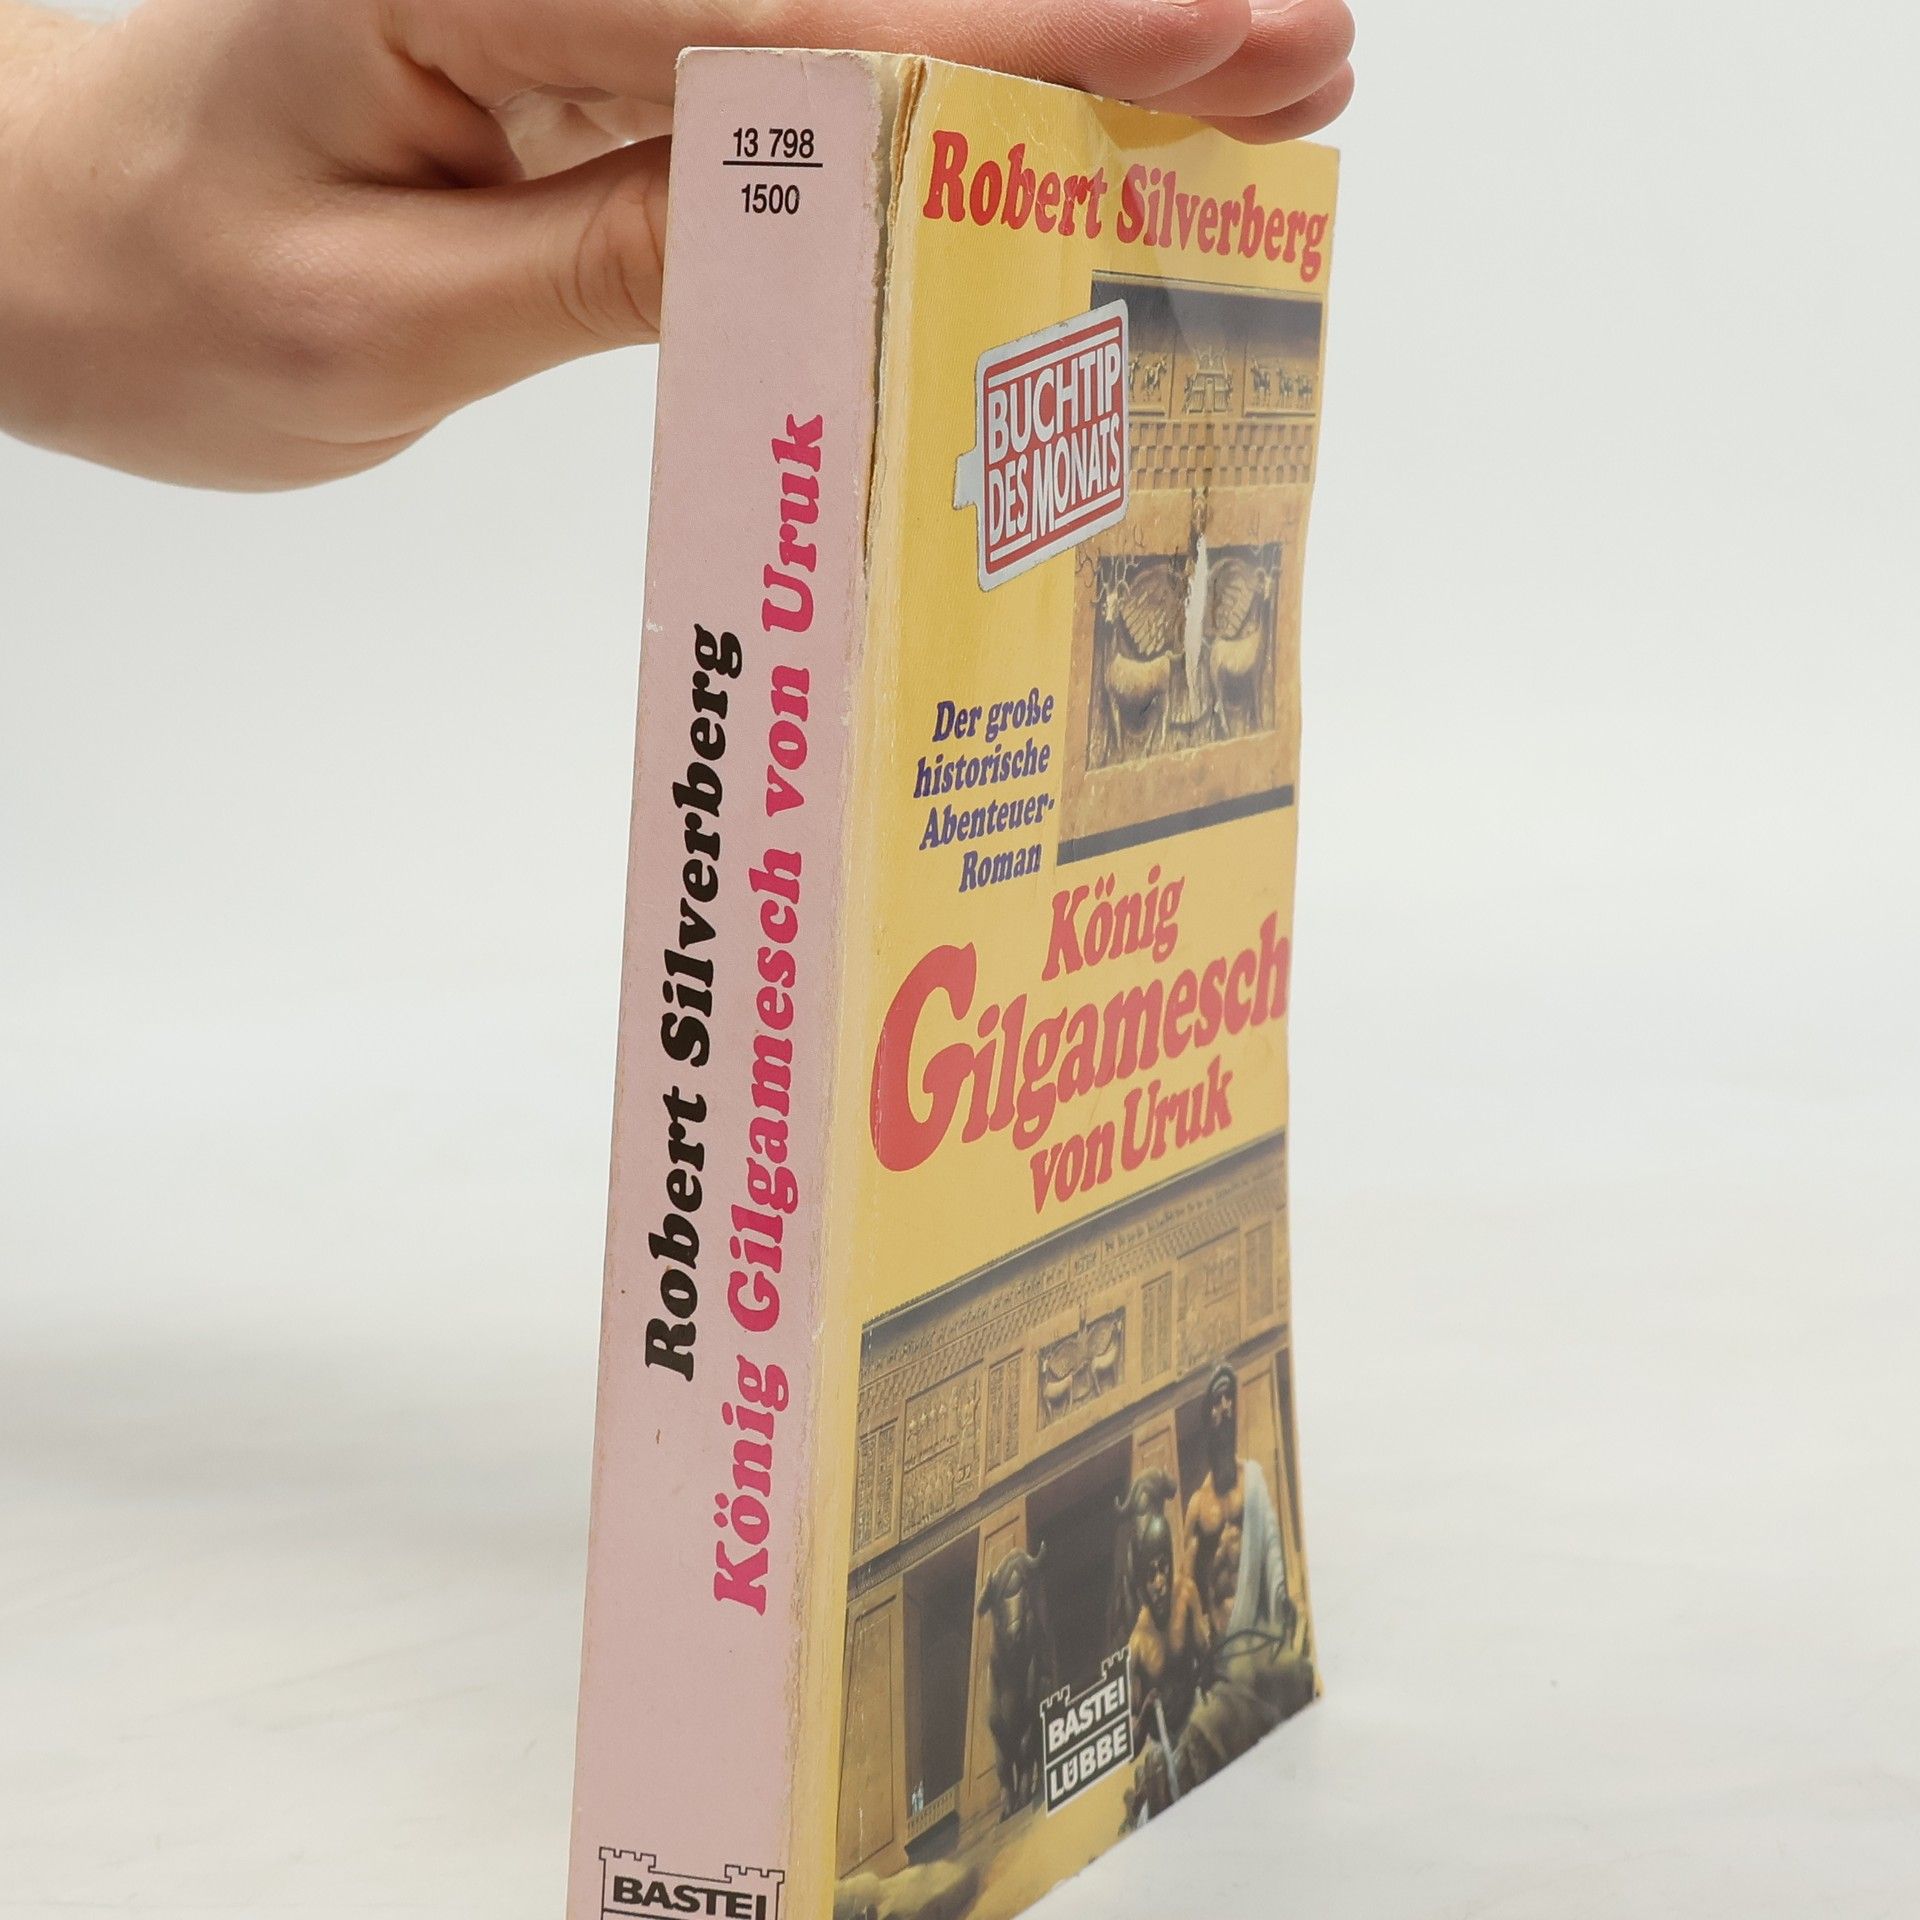 13 798
1500
Robert Silverberg
König Gilgamesch von Uruk
BASTEI
Robert Silverberg
BUCHTIP
DES MONATS
Der große
historische
Abenteuer-
Roman
König
Gilgamesch
von Uruk
BASTEI
LÜBBE